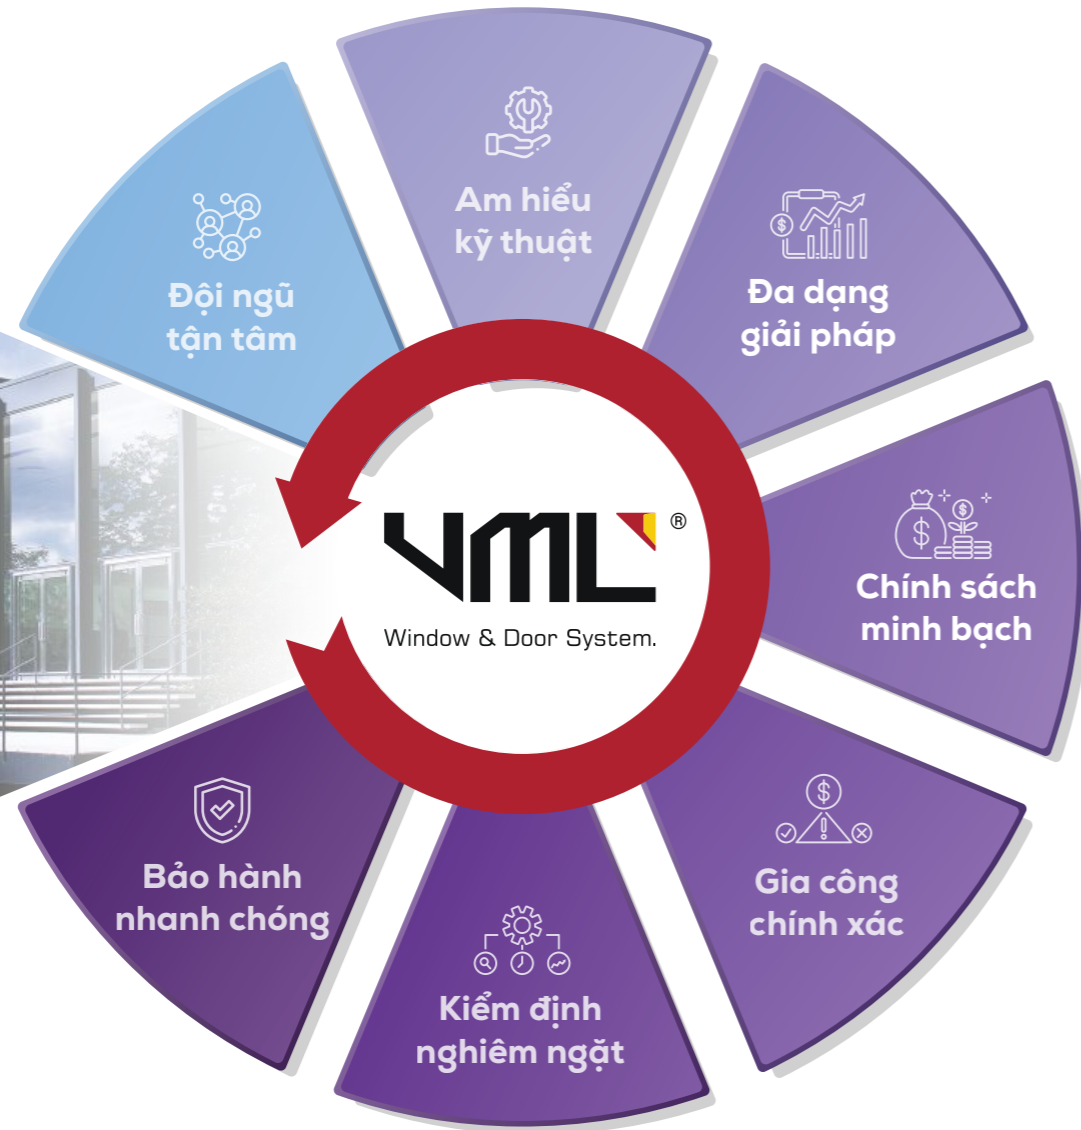 Am hiểu
kỹ thuật
Đội ngũ
tận tâm
Đa dạng
giải pháp
VML®
Window & Door System.
Chính sách
minh bạch
Bảo hành
nhanh chóng
Gia công
chính xác
Kiểm định
nghiêm ngặt